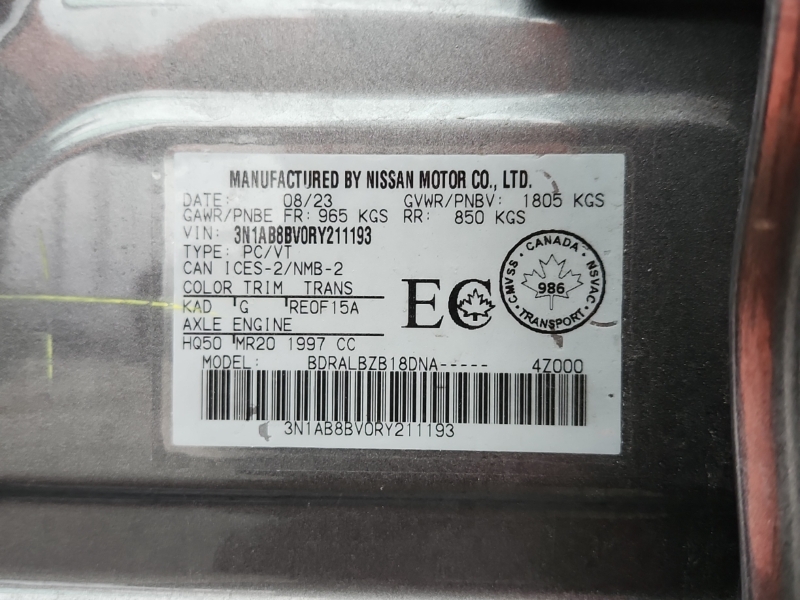 MANUFACTURED BY NISSAN MOTOR CO., LTD.
DATE: 08/23 GVWR/PNBV: 1805 KGS
GAWR/PNBE FR: 965 KGS RR: 850 KGS
VIN: 3N1AB8BV0RY211193
TYPE: PC/VT
CAN ICES-2/NMB-2
COLOR TRIM TRANS
KAD G RE0F15A
AXLE ENGINE
HQ50 MR20 1997 CC
EC
CANADA
CMVSS 986 NSVAC
TRANSPORT
MODEL: BDRALBZB18DNA----- 4Z000
3N1AB8BV0RY211193